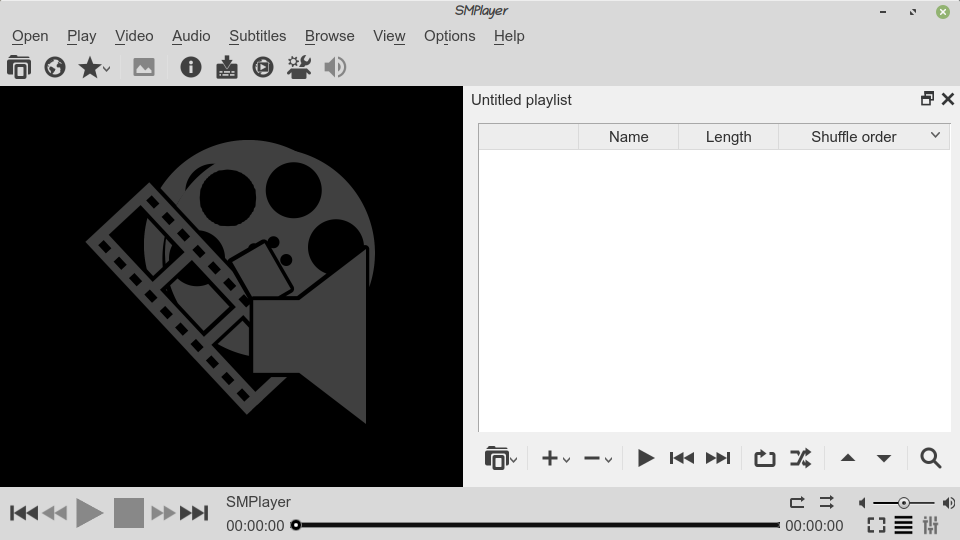 SMPlayer
Open Play Video Audio Subtitles Browse View Options Help
Untitled playlist
Name Length Shuffle order
SMPlayer
00:00:00 00:00:00